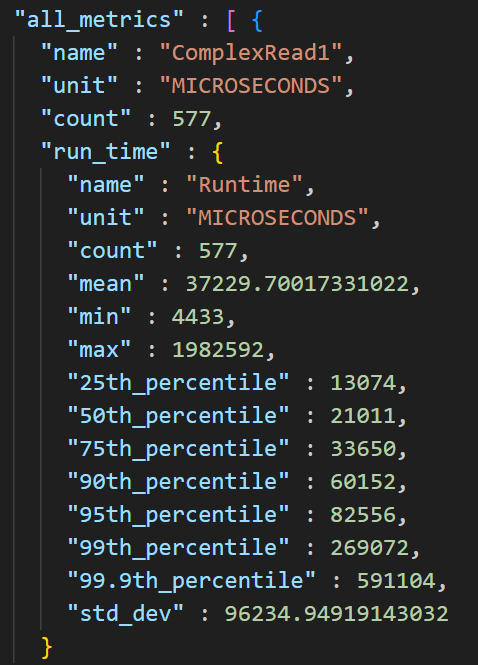 "all_metrics" : [ {
"name" : "ComplexRead1",
"unit" : "MICROSECONDS",
"count" : 577,
"run_time" : {
"name" : "Runtime",
"unit" : "MICROSECONDS",
"count" : 577,
"mean" : 37229.70017331022,
"min" : 4433,
"max" : 1982592,
"25th_percentile" : 13074,
"50th_percentile" : 21011,
"75th_percentile" : 33650,
"90th_percentile" : 60152,
"95th_percentile" : 82556,
"99th_percentile" : 269072,
"99.9th_percentile" : 591104,
"std_dev" : 96234.94919143032
}